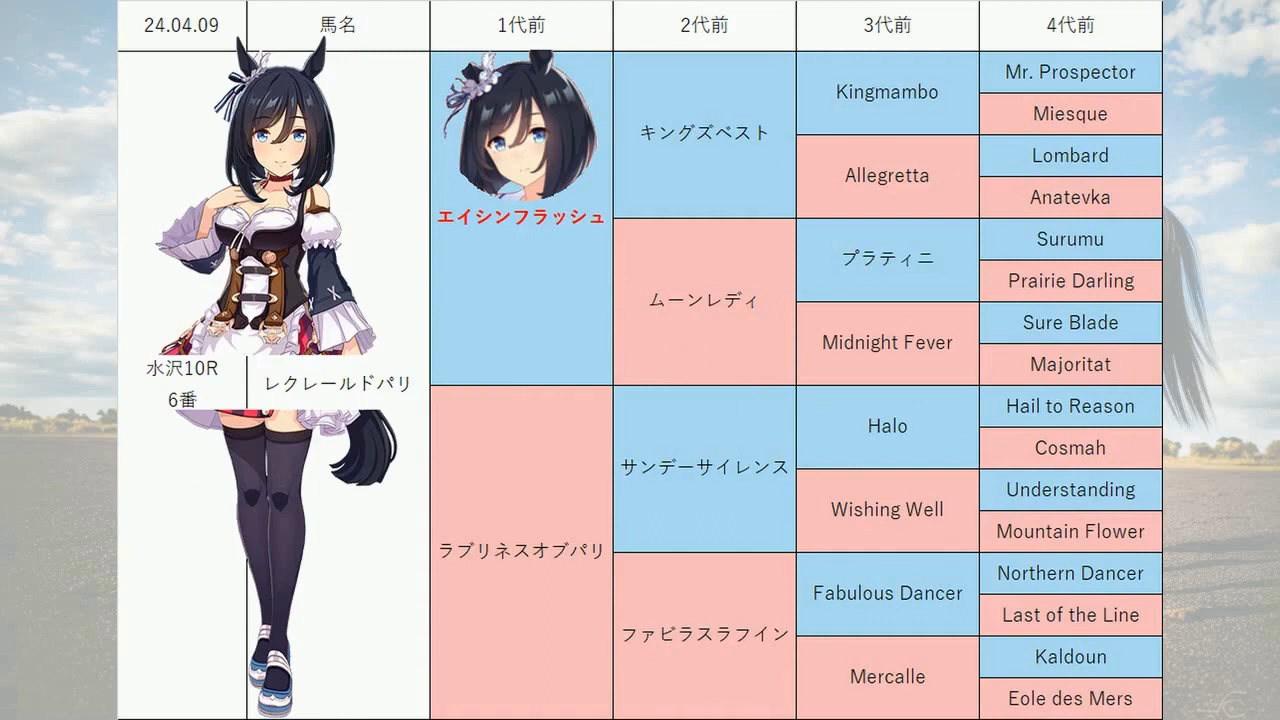 24.04.09
馬名
1代前
2代前
3代前
4代前
水沢10R
6番
レクレールドパリ
エイシンフラッシュ
ラブリネスオブパリ
キングズベスト
ムーンレディ
サンデーサイレンス
ファビラスラフイン
Kingmambo
Allegretta
プラティニ
Midnight Fever
Halo
Wishing Well
Fabulous Dancer
Mercalle
Mr. Prospector
Miesque
Lombard
Anatevka
Surumu
Prairie Darling
Sure Blade
Majoritat
Hail to Reason
Cosmah
Understanding
Mountain Flower
Northern Dancer
Last of the Line
Kaldoun
Eole des Mers